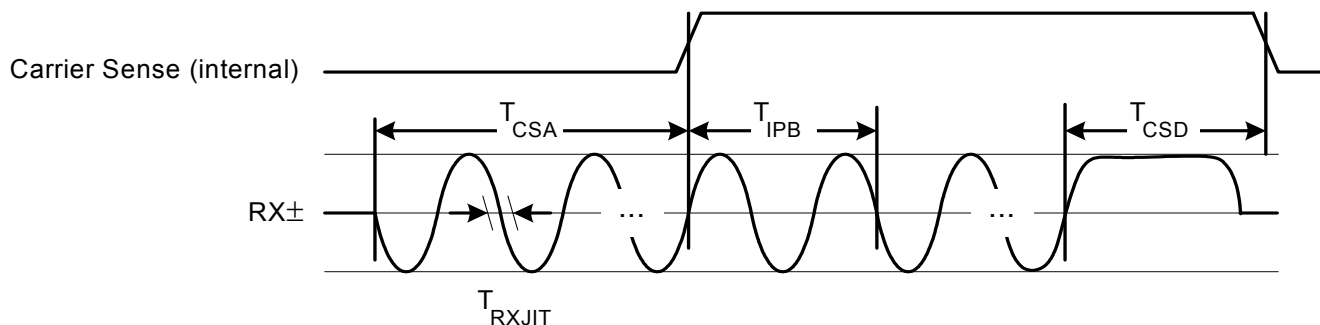 Carrier Sense (internal)
TCSA
TIPB
TCSD
RX±
...
...
TRXJIT